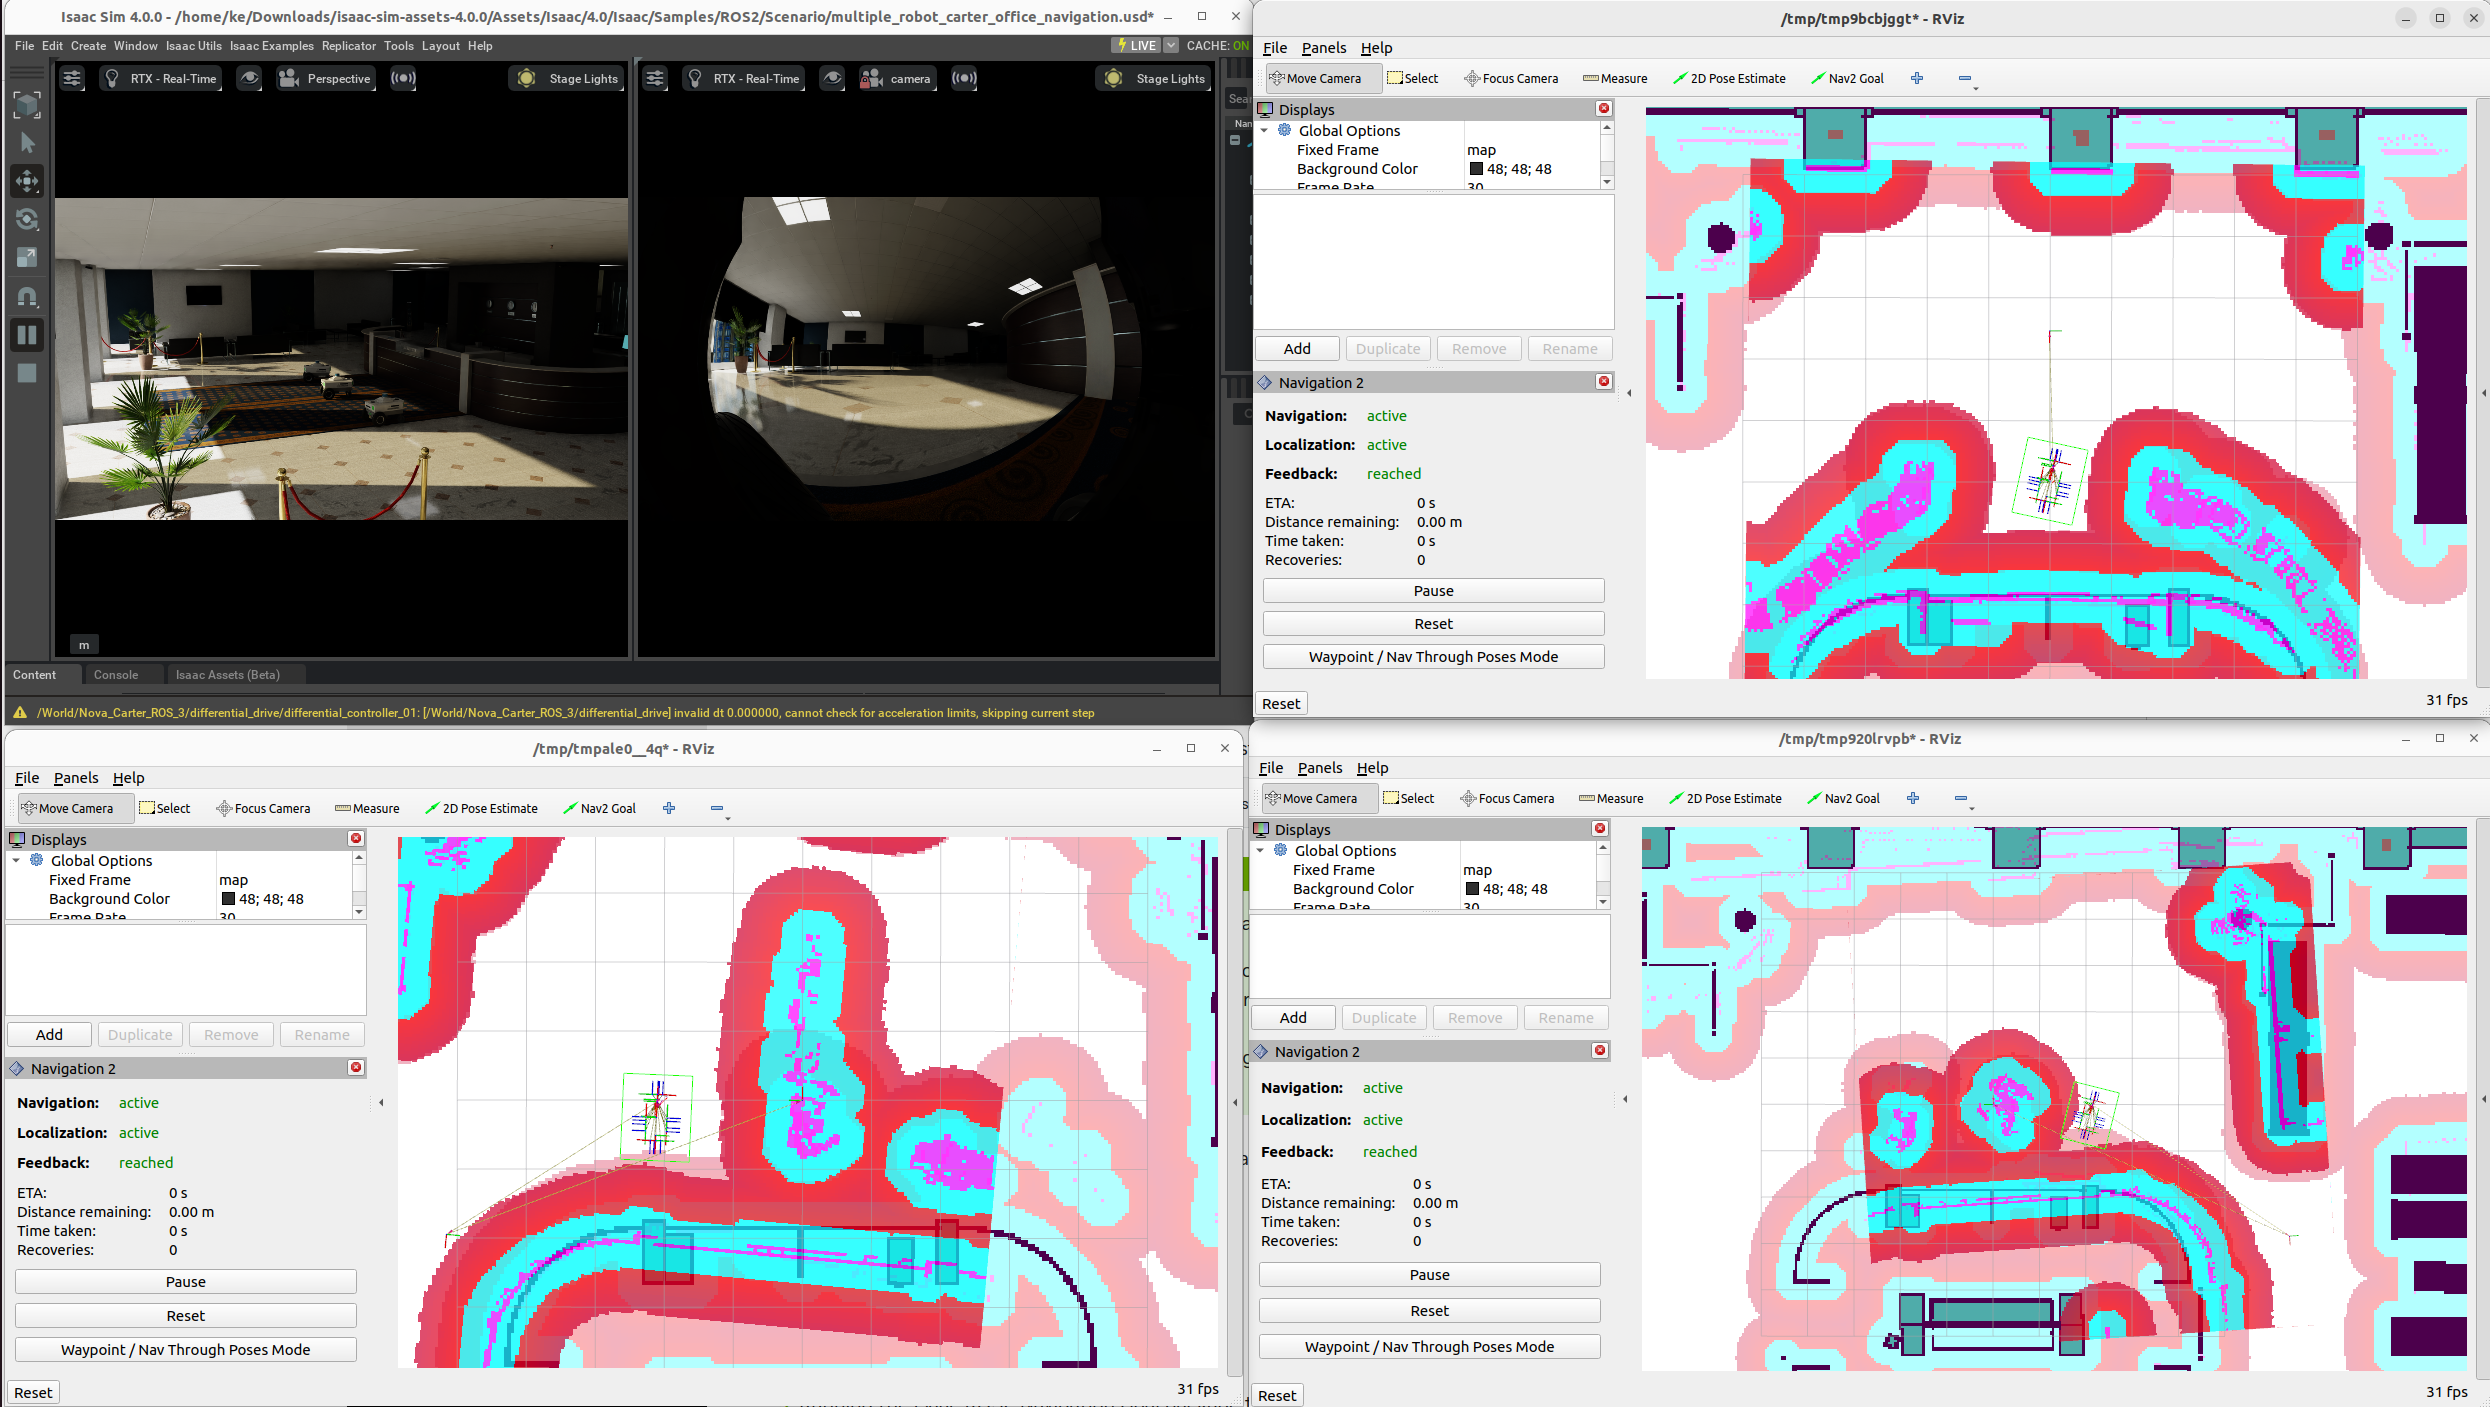 Isaac Sim 4.0.0 - /home/ke/Downloads/isaac-sim-assets-4.0.0/Assets/Isaac/4.0/Isaac/Samples/ROS2/Scenario/multiple_robot_carter_office_navigation.usd*
File Edit Create Window Isaac Utils Isaac Examples Replicator Tools Layout Help
LIVE CACHE: ON
RTX - Real-Time Perspective Stage Lights
RTX - Real-Time camera Stage Lights
Sea
Nan
m
Content Console Isaac Assets (Beta)
/World/Nova_Carter_ROS_3/differential_drive/differential_controller_01: [/World/Nova_Carter_ROS_3/differential_drive] invalid dt 0.000000, cannot check for acceleration limits, skipping current step
/tmp/tmp9bcbjggt* - RViz
File Panels Help
Move Camera Select Focus Camera Measure 2D Pose Estimate Nav2 Goal
Displays
Global Options
Fixed Frame map
Background Color 48; 48; 48
Frame Rate 30
Add Duplicate Remove Rename
Navigation 2
Navigation: active
Localization: active
Feedback: reached
ETA: 0 s
Distance remaining: 0.00 m
Time taken: 0 s
Recoveries: 0
Pause
Reset
Waypoint / Nav Through Poses Mode
Reset
31 fps
/tmp/tmpale0__4q* - RViz
File Panels Help
Move Camera Select Focus Camera Measure 2D Pose Estimate Nav2 Goal
Displays
Global Options
Fixed Frame map
Background Color 48; 48; 48
Frame Rate 30
Add Duplicate Remove Rename
Navigation 2
Navigation: active
Localization: active
Feedback: reached
ETA: 0 s
Distance remaining: 0.00 m
Time taken: 0 s
Recoveries: 0
Pause
Reset
Waypoint / Nav Through Poses Mode
Reset
31 fps
/tmp/tmp920lrvpb* - RViz
File Panels Help
Move Camera Select Focus Camera Measure 2D Pose Estimate Nav2 Goal
Displays
Global Options
Fixed Frame map
Background Color 48; 48; 48
Frame Rate 30
Add Duplicate Remove Rename
Navigation 2
Navigation: active
Localization: active
Feedback: reached
ETA: 0 s
Distance remaining: 0.00 m
Time taken: 0 s
Recoveries: 0
Pause
Reset
Waypoint / Nav Through Poses Mode
Reset
31 fps